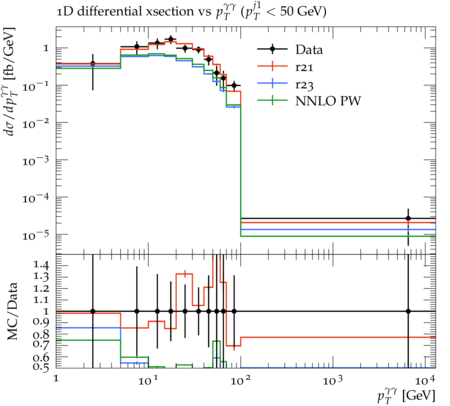 1D differential xsection vs p_T^{γγ} (p_T^{j1} < 50 GeV)
dσ/dp_T^{γγ} [fb/GeV]
1
10^{−1}
10^{−2}
10^{−3}
10^{−4}
10^{−5}
Data
r21
r23
NNLO PW
MC/Data
1.4
1.3
1.2
1.1
1
0.9
0.8
0.7
0.6
0.5
1 10^1 10^2 10^3 10^4
p_T^{γγ} [GeV]